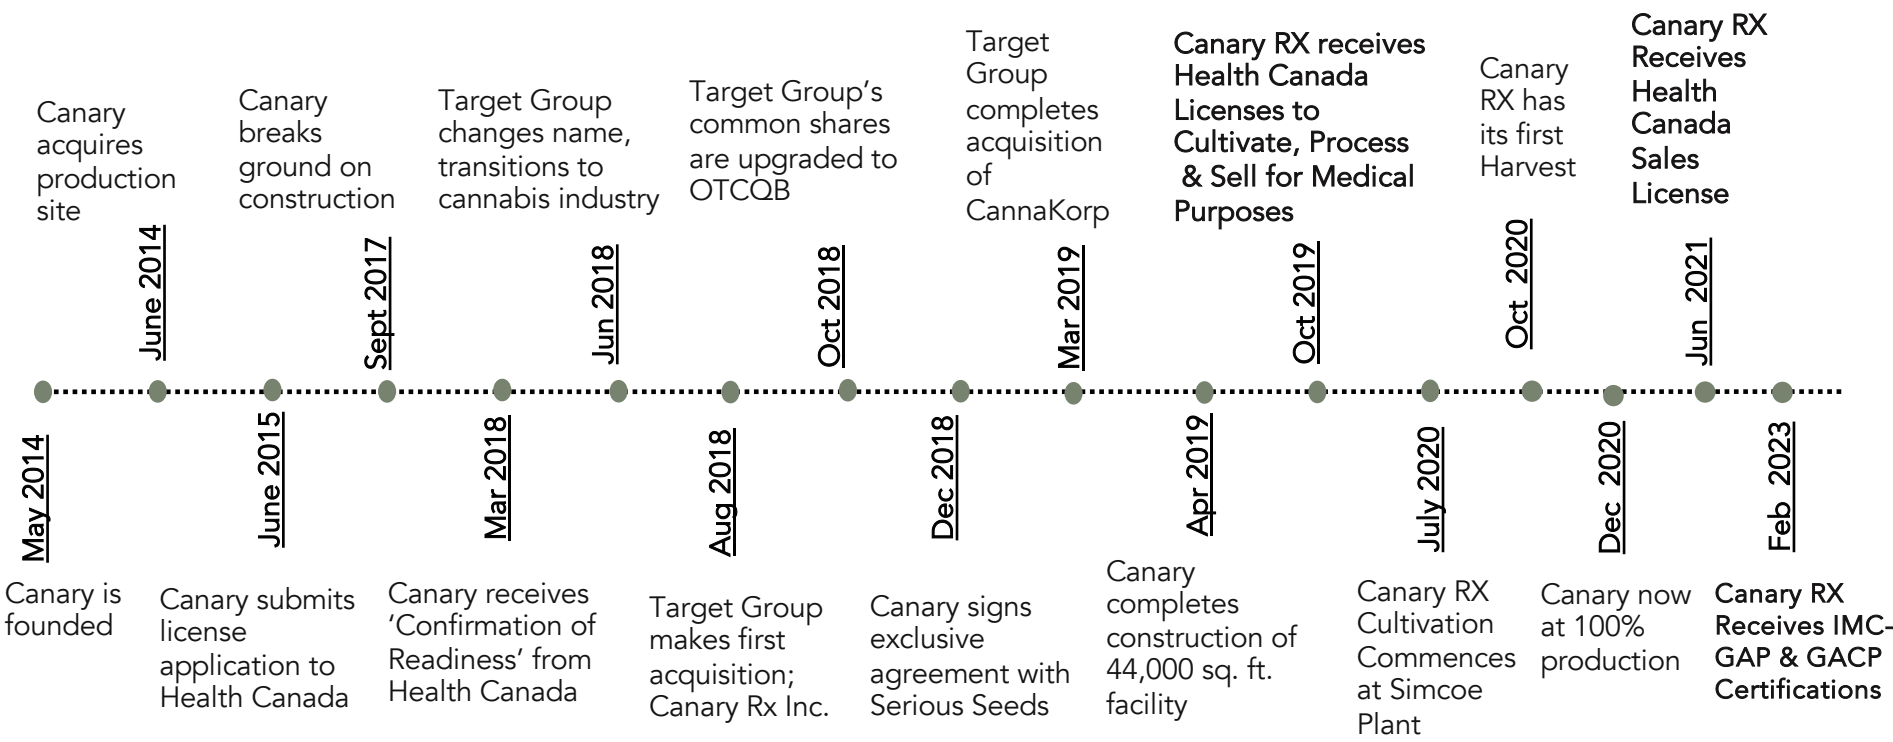 Canary
acquires
production
site
June 2014
Canary
breaks
ground on
construction
Sept 2017
Target Group
changes name,
transitions to
cannabis industry
Jun 2018
Target Group’s
common shares
are upgraded to
OTCQB
Oct 2018
Target
Group
completes
acquisition
of
CannaKorp
Mar 2019
Canary RX receives
Health Canada
Licenses to
Cultivate, Process
& Sell for Medical
Purposes
Oct 2019
Canary
RX has
its first
Harvest
Oct 2020
Canary RX
Receives
Health
Canada
Sales
License
Jun 2021
May 2014
Canary is
founded
June 2015
Canary submits
license
application to
Health Canada
Mar 2018
Canary receives
‘Confirmation of
Readiness’ from
Health Canada
Aug 2018
Target Group
makes first
acquisition;
Canary Rx Inc.
Dec 2018
Canary signs
exclusive
agreement with
Serious Seeds
Apr 2019
Canary
completes
construction of
44,000 sq. ft.
facility
July 2020
Canary RX
Cultivation
Commences
at Simcoe
Plant
Dec 2020
Canary now
at 100%
production
Feb 2023
Canary RX
Receives IMC-
GAP & GACP
Certifications